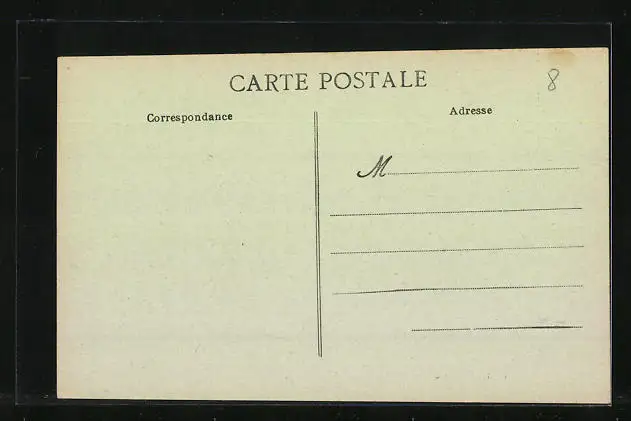 CARTE POSTALE
8
Correspondance
Adresse
M